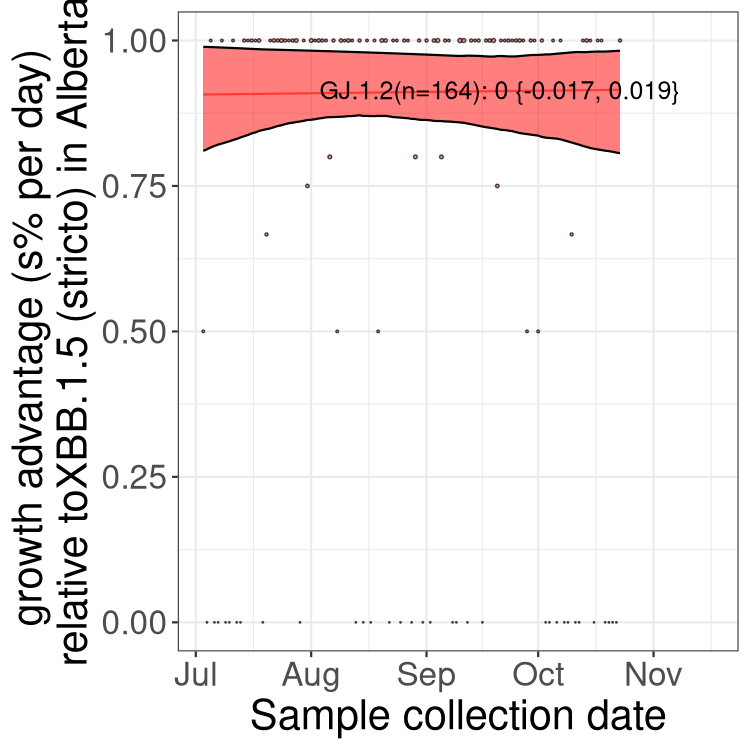 growth advantage (s% per day)
relative toXBB.1.5 (stricto) in Alberta
1.00
0.75
0.50
0.25
0.00
GJ.1.2(n=164): 0 {-0.017, 0.019}
Jul Aug Sep Oct Nov
Sample collection date